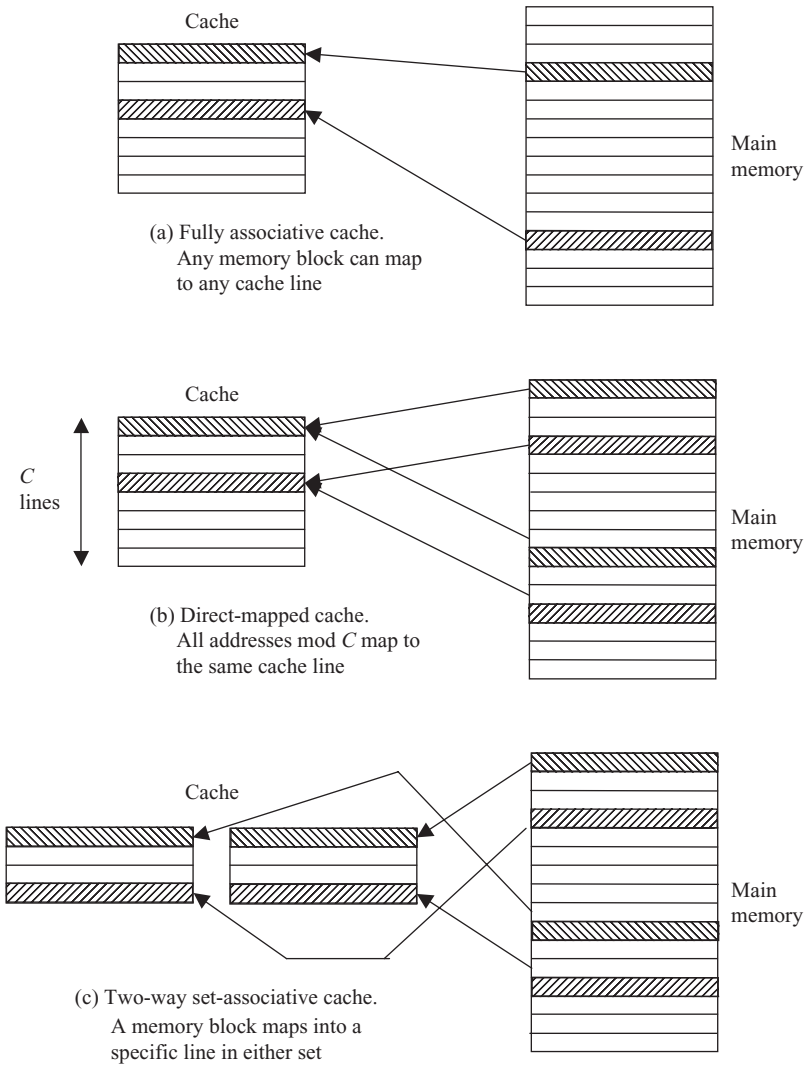 Cache
Main
memory
(a) Fully associative cache.
Any memory block can map
to any cache line
Cache
C
lines
Main
memory
(b) Direct-mapped cache.
All addresses mod C map to
the same cache line
Cache
Main
memory
(c) Two-way set-associative cache.
A memory block maps into a
specific line in either set